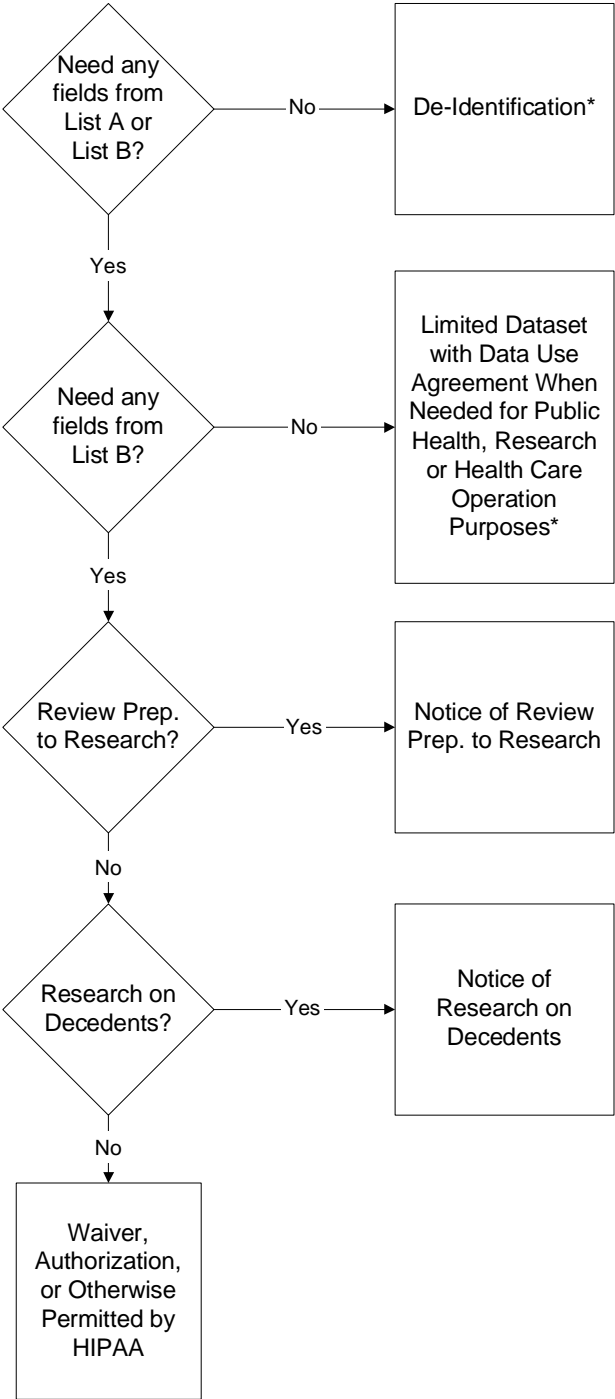 Need any
fields from
List A or
List B?
No
De-Identification*
Yes
Need any
fields from
List B?
No
Limited Dataset
with Data Use
Agreement When
Needed for Public
Health, Research
or Health Care
Operation
Purposes*
Yes
Review Prep.
to Research?
Yes
Notice of Review
Prep. to Research
No
Research on
Decedents?
Yes
Notice of
Research on
Decedents
No
Waiver,
Authorization,
or Otherwise
Permitted by
HIPAA